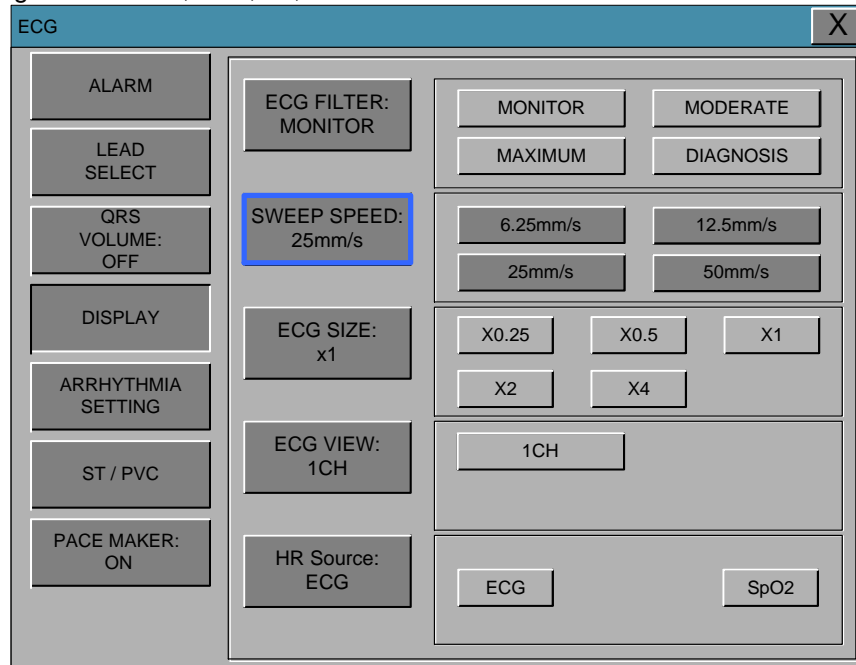 ECG
X
ALARM
LEAD
SELECT
QRS
VOLUME:
OFF
DISPLAY
ARRHYTHMIA
SETTING
ST / PVC
PACE MAKER:
ON
ECG FILTER:
MONITOR
MONITOR
MODERATE
MAXIMUM
DIAGNOSIS
SWEEP SPEED:
25mm/s
6.25mm/s
12.5mm/s
25mm/s
50mm/s
ECG SIZE:
x1
X0.25
X0.5
X1
X2
X4
ECG VIEW:
1CH
1CH
HR Source:
ECG
ECG
SpO2